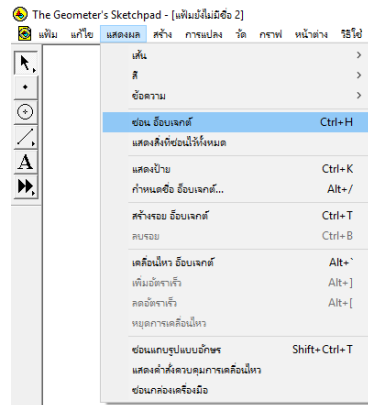 The Geometer's Sketchpad - [แฟ้มยังไม่มีชื่อ 2]
แฟ้ม แก้ไข แสดงผล สร้าง การแปลง วัด กราฟ หน้าต่าง วิธีใช้
เส้น >
สี >
ข้อความ >
ซ่อน อ็อบเจกต์ Ctrl+H
แสดงสิ่งที่ซ่อนไว้ทั้งหมด
แสดงป้าย Ctrl+K
กำหนดชื่อ อ็อบเจกต์... Alt+/
สร้างรอย อ็อบเจกต์ Ctrl+T
ลบรอย Ctrl+B
เคลื่อนไหว อ็อบเจกต์ Alt+`
เพิ่มอัตราเร็ว Alt+]
ลดอัตราเร็ว Alt+[
หยุดการเคลื่อนไหว
ซ่อนแถบรูปแบบอักษร Shift+Ctrl+T
แสดงคำสั่งควบคุมการเคลื่อนไหว
ซ่อนกล่องเครื่องมือ
A